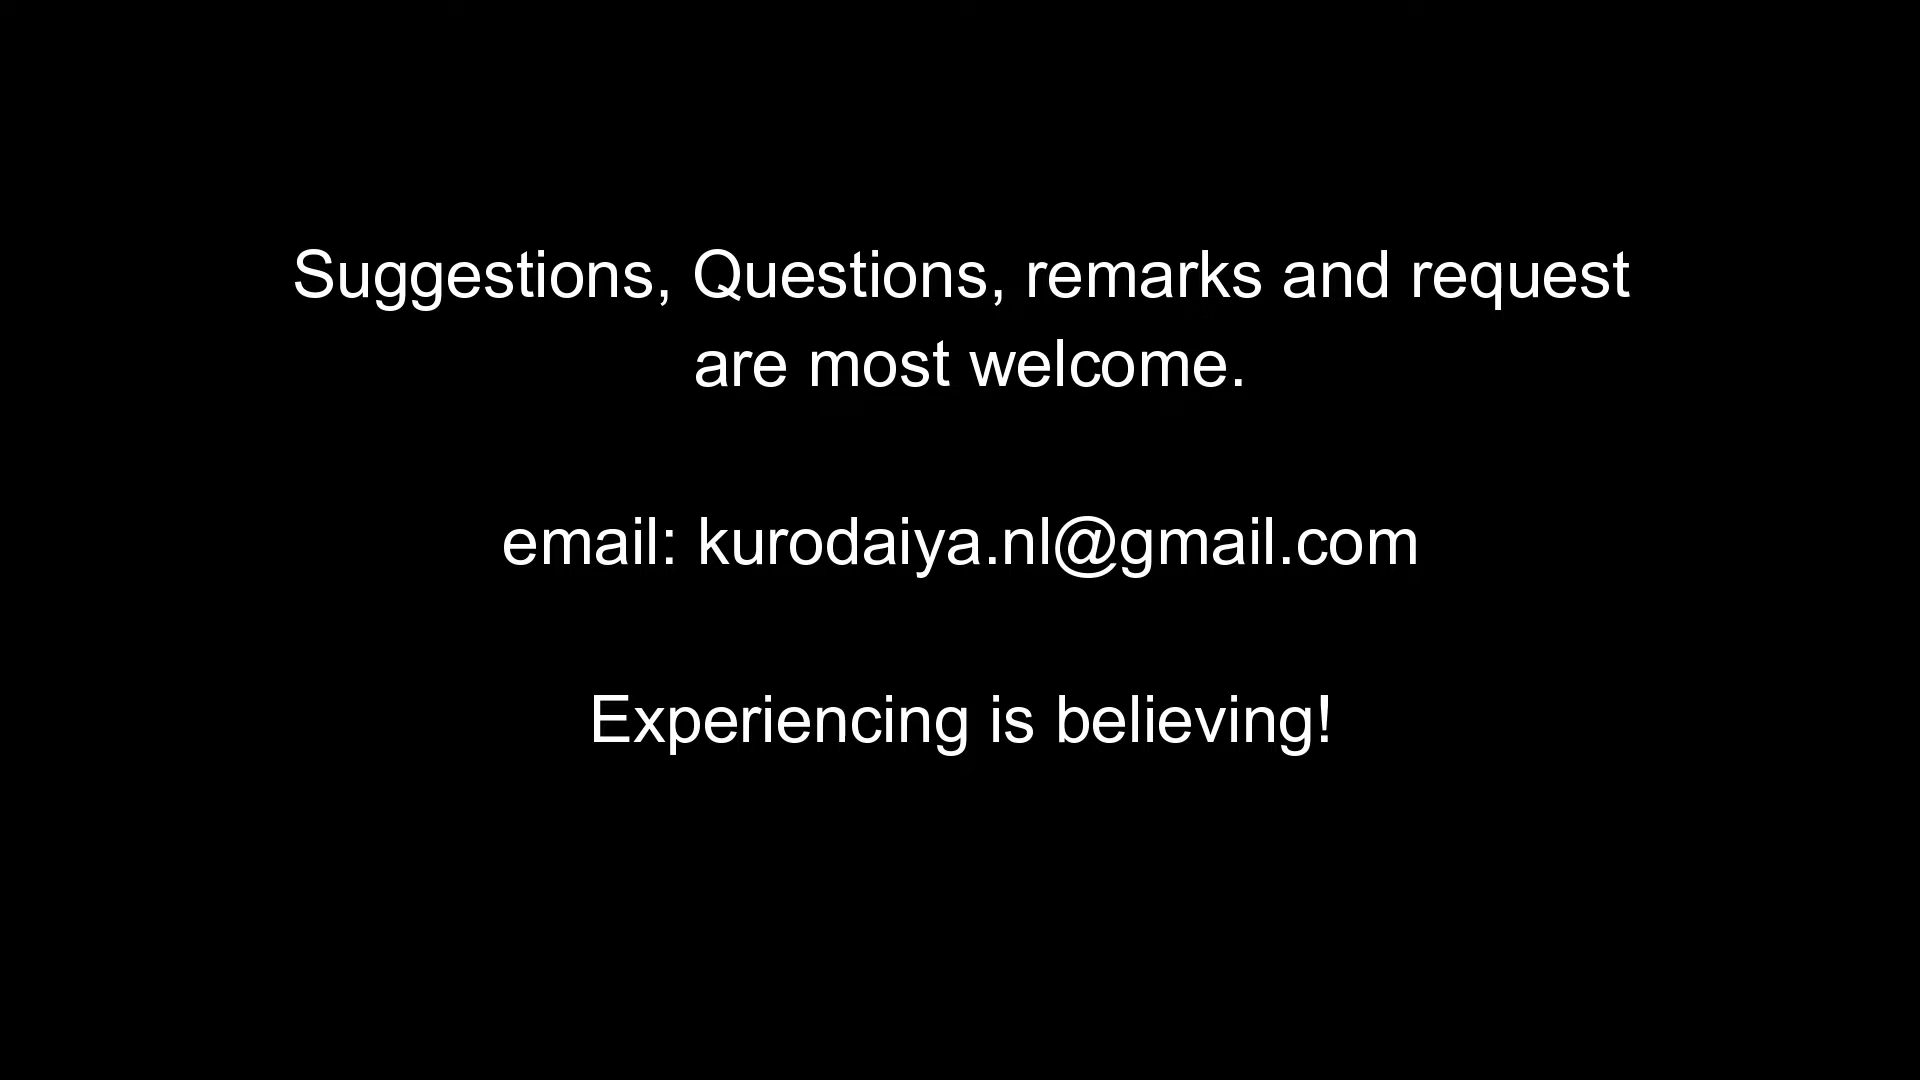 Suggestions, Questions, remarks and request
are most welcome.
email: kurodaiya.nl@gmail.com
Experiencing is believing!